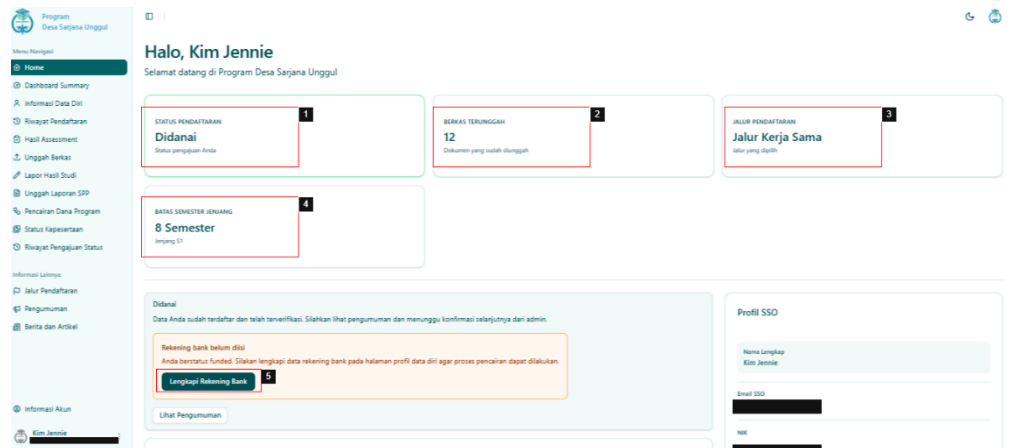 Program
Desa Sarjana Unggul
Menu Navigasi
Home
Dashboard Summary
Informasi Data Diri
Riwayat Pendaftaran
Hasil Assessment
Unggah Berkas
Lapor Hasil Studi
Unggah Laporan SPP
Pencairan Dana Program
Status Kepesertaan
Riwayat Pengajuan Status
Informasi Lainnya
Jalur Pendaftaran
Pengumuman
Berita dan Artikel
Informasi Akun
Kim Jennie
Halo, Kim Jennie
Selamat datang di Program Desa Sarjana Unggul
1
STATUS PENDAFTARAN
Didanai
Status pengajuan Anda
2
BERKAS TERUNGGAH
12
Dokumen yang sudah diunggah
3
JALUR PENDAFTARAN
Jalur Kerja Sama
Jalur yang dipilih
4
BATAS SEMESTER JENJANG
8 Semester
Jenjang S1
Didanai
Data Anda sudah terdaftar dan telah terverifikasi. Silahkan lihat pengumuman dan menunggu konfirmasi selanjutnya dari admin.
Rekening bank belum diisi
Anda berstatus funded. Silakan lengkapi data rekening bank pada halaman profil data diri agar proses pencairan dapat dilakukan.
Lengkapi Rekening Bank
5
Lihat Pengumuman
Profil SSO
Nama Lengkap
Kim Jennie
Email SSO
NIK